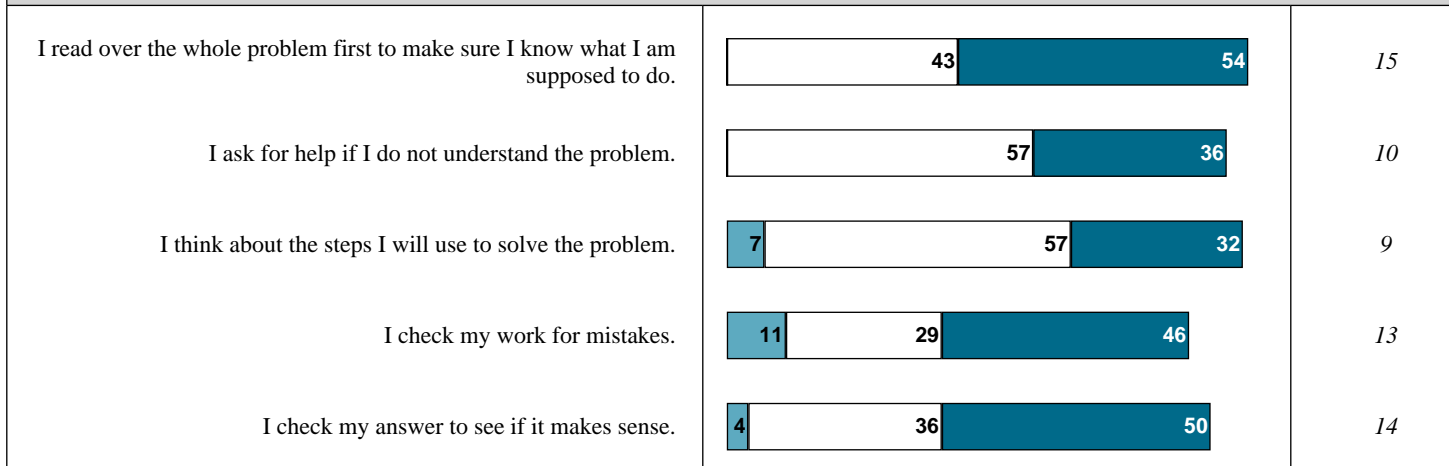 I read over the whole problem first to make sure I know what I am
supposed to do.
43 54 15
I ask for help if I do not understand the problem.
57 36 10
I think about the steps I will use to solve the problem.
7 57 32 9
I check my work for mistakes.
11 29 46 13
I check my answer to see if it makes sense.
4 36 50 14